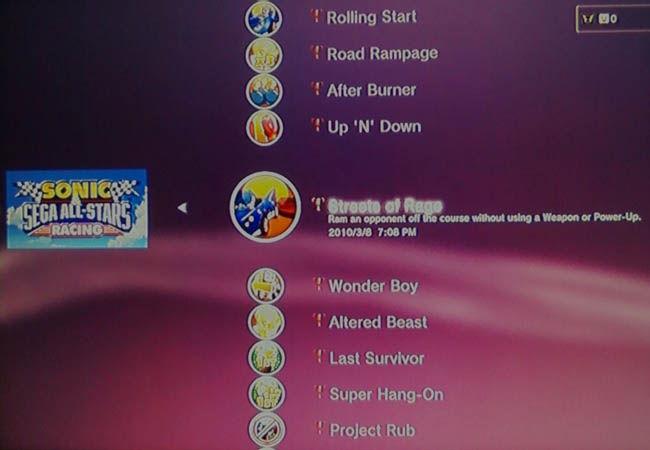 Rolling Start
0
Road Rampage
After Burner
Up 'N' Down
SONIC
&
SEGA ALL-STARS
RACING
Streets of Rage
Ram an opponent off the course without using a Weapon or Power-Up.
2010/3/8 7:08 PM
Wonder Boy
Altered Beast
Last Survivor
Super Hang-On
Project Rub